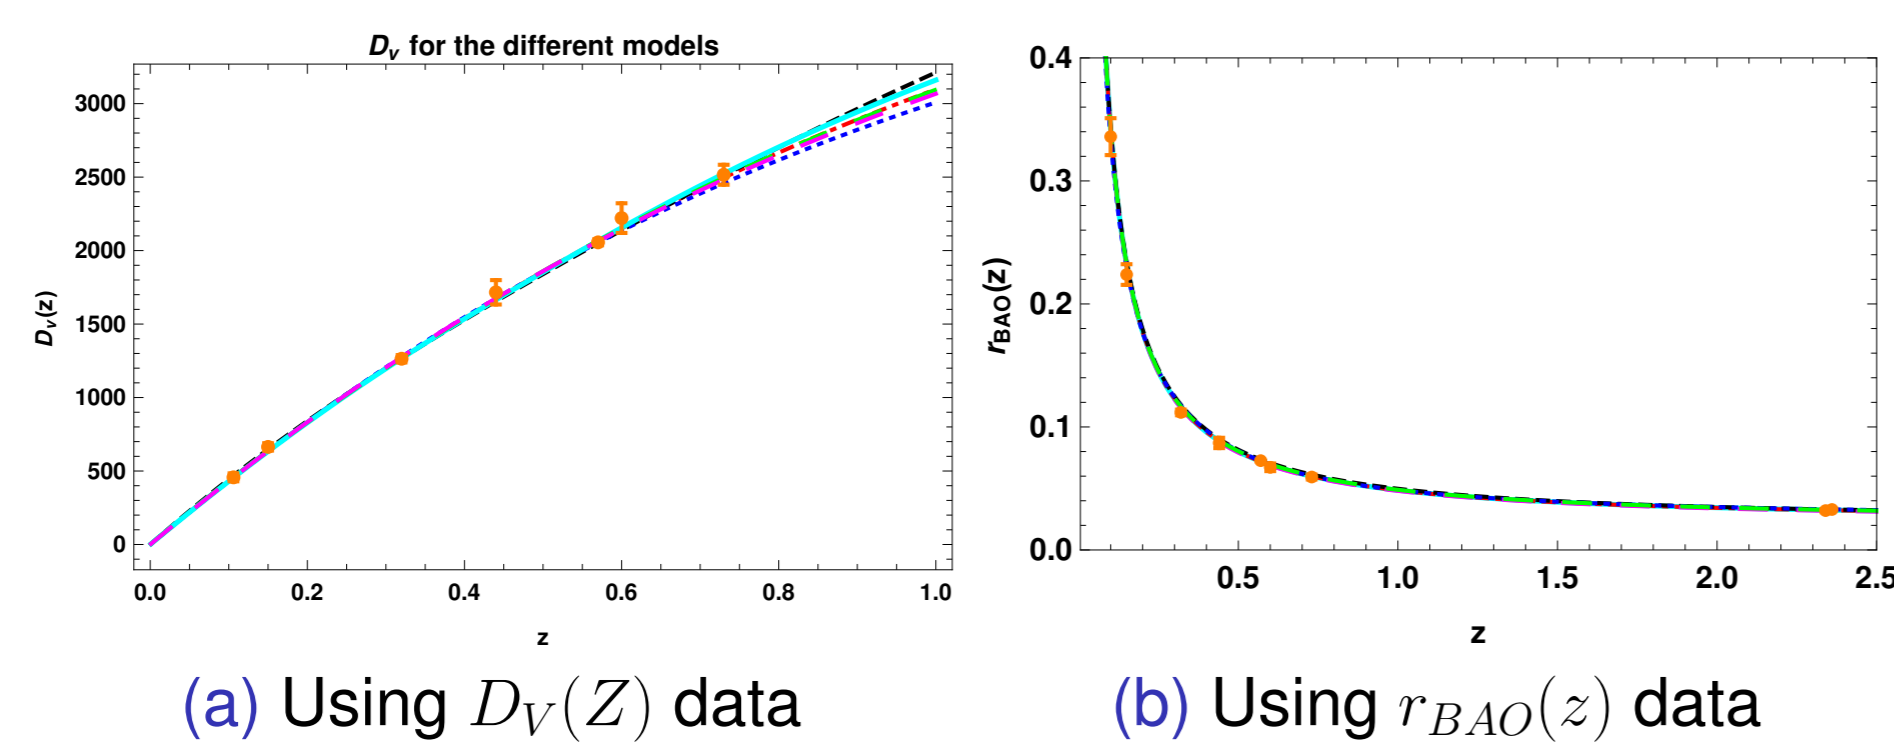 D_v for the different models
D_v(z)
3000
2500
2000
1500
1000
500
0
0.0 0.2 0.4 0.6 0.8 1.0
z
(a) Using D_V(Z) data
r_BAO(z)
0.4
0.3
0.2
0.1
0.0
0.5 1.0 1.5 2.0 2.5
z
(b) Using r_{BAO}(z) data